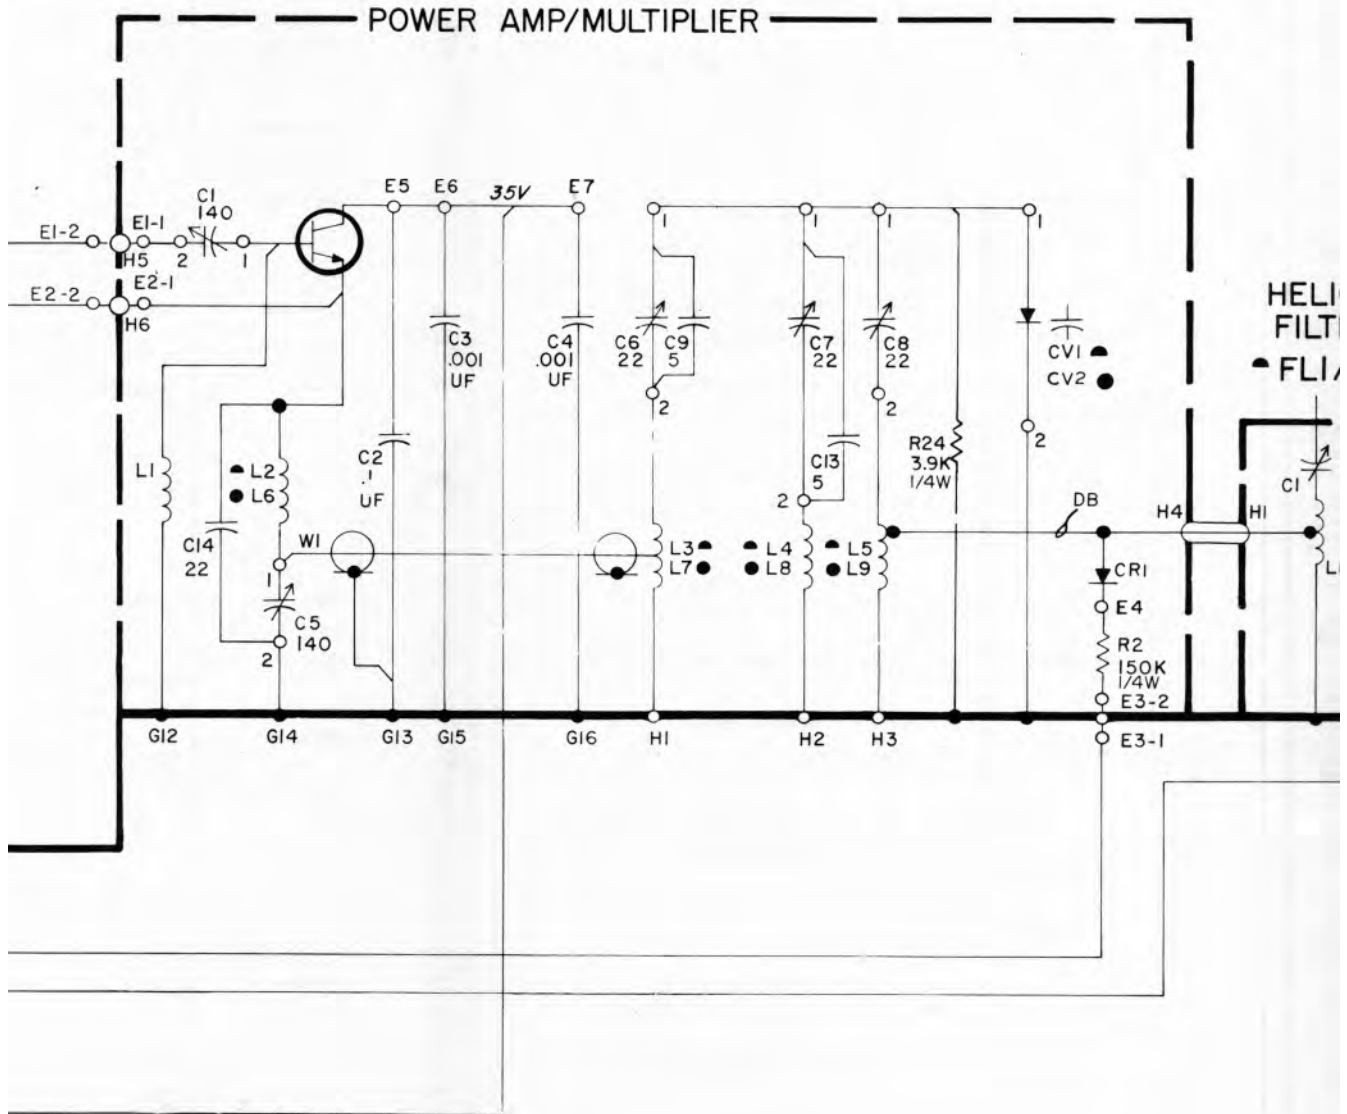 POWER AMP/MULTIPLIER
E1-2
E1-1
H5
2
C1
140
1
E2-2
E2-1
H6
E5
E6
35V
E7
1
1
1
1
C3
.001
UF
C4
.001
UF
C6
22
C9
5
C7
22
C8
22
CV1
CV2
2
2
2
L1
C14
22
L2
L6
C2
.1
UF
C13
5
2
R24
3.9K
1/4W
DB
H4
H1
W1
1
C5
140
2
L3
L7
L4
L8
L5
L9
CR1
E4
R2
150K
1/4W
E3-2
E3-1
G12
G14
G13
G15
G16
H1
H2
H3
FL1
C1